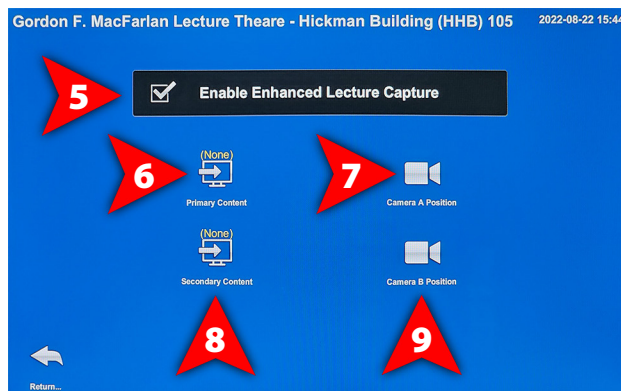 Gordon F. MacFarlan Lecture Theare - Hickman Building (HHB) 105
2022-08-22 15:44
5
Enable Enhanced Lecture Capture
6
(None)
Primary Content
7
Camera A Position
(None)
Secondary Content
Camera B Position
8
9
Return...